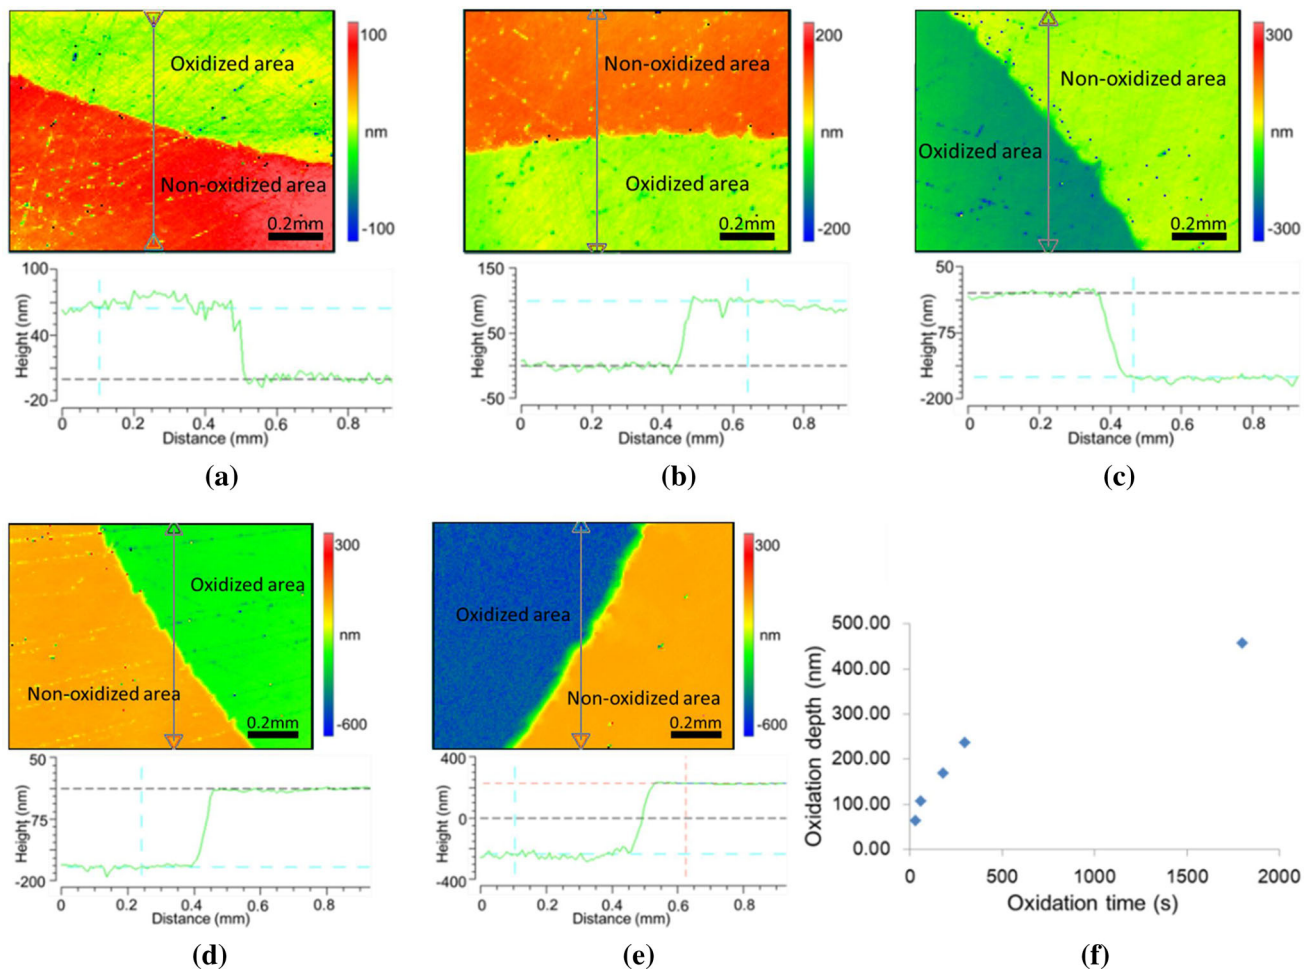 Oxidized area
Non-oxidized area
0.2mm
100
nm
-100
100
40
-20
Height (nm)
0 0.2 0.4 0.6 0.8
Distance (mm)
(a)
Non-oxidized area
Oxidized area
0.2mm
200
nm
-200
150
50
-50
Height (nm)
0 0.2 0.4 0.6 0.8
Distance (mm)
(b)
Non-oxidized area
Oxidized area
0.2mm
300
nm
-300
50
-75
-200
Height (nm)
0 0.2 0.4 0.6 0.8
Distance (mm)
(c)
Oxidized area
Non-oxidized area
0.2mm
300
nm
-600
50
-75
-200
Height (nm)
0 0.2 0.4 0.6 0.8
Distance (mm)
(d)
Oxidized area
Non-oxidized area
0.2mm
300
nm
-600
400
200
0
-200
-400
Height (nm)
0 0.2 0.4 0.6 0.8
Distance (mm)
(e)
500.00
400.00
300.00
200.00
100.00
0.00
Oxidation depth (nm)
0 500 1000 1500 2000
Oxidation time (s)
(f)